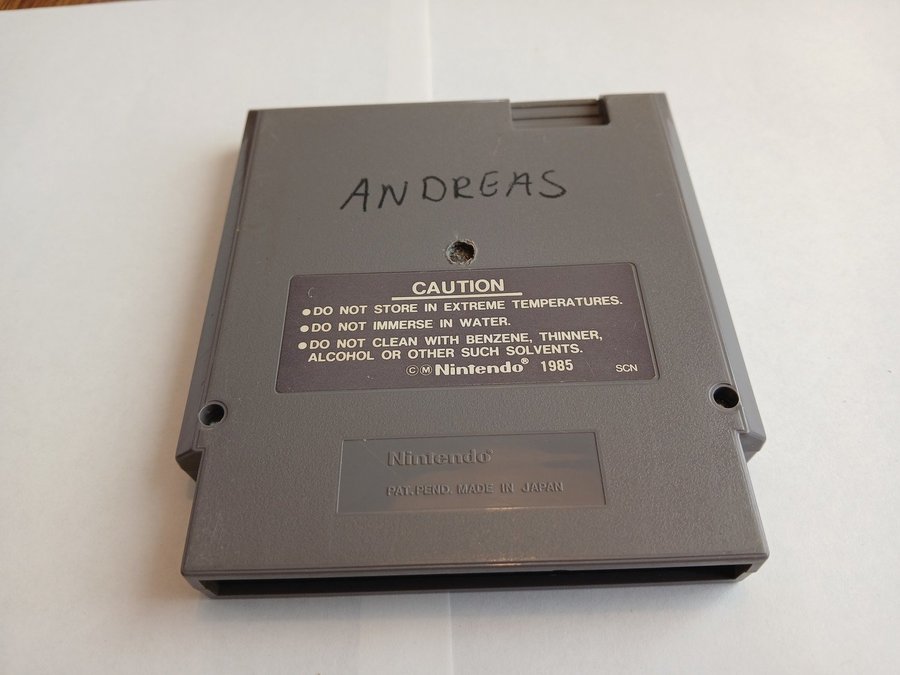 ANDREAS
CAUTION
● DO NOT STORE IN EXTREME TEMPERATURES.
● DO NOT IMMERSE IN WATER.
● DO NOT CLEAN WITH BENZENE, THINNER,
ALCOHOL OR OTHER SUCH SOLVENTS.
©Ⓜ Nintendo® 1985 SCN
Nintendo®
PAT. PEND. MADE IN JAPAN